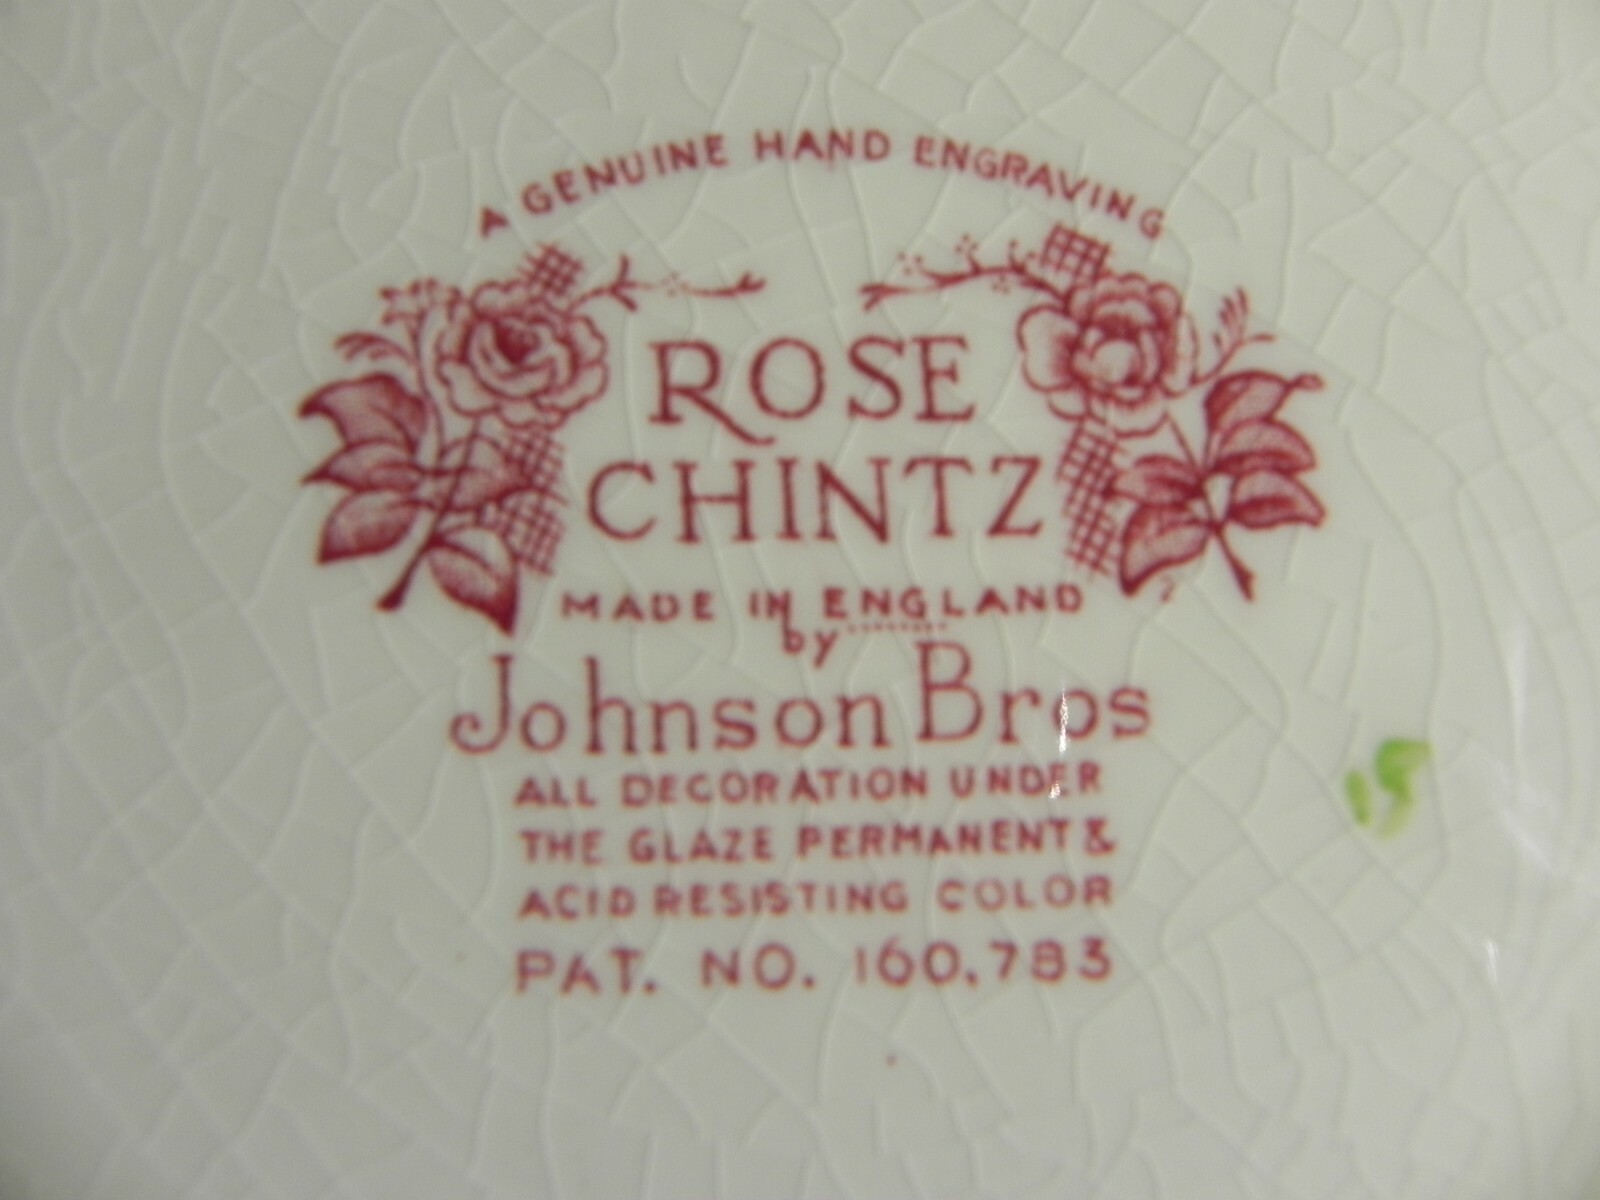 A GENUINE HAND ENGRAVING
ROSE
CHINTZ
MADE IN ENGLAND
by
Johnson Bros
ALL DECORATION UNDER
THE GLAZE PERMANENT &
ACID RESISTING COLOR
PAT. NO. 160,783